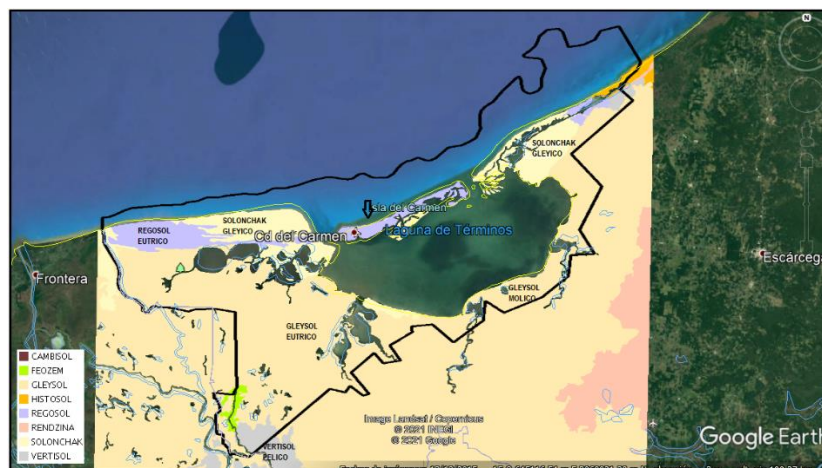 N
SOLONCHAK
GLEYICO
Isla del Carmen
SOLONCHAK
GLEYICO
REGOSOL
EUTRICO
Cd del Carmen
Laguna de Términos
Frontera
Escárcega
GLEYSOL
MOLICO
GLEYSOL
EUTRICO
CAMBISOL
FEOZEM
GLEYSOL
HISTOSOL
REGOSOL
RENDZINA
SOLONCHAK
VERTISOL
VERTISOL
PELICO
Image Landsat / Copernicus
© 2021 INEGI
© 2021 Google
Google Earth